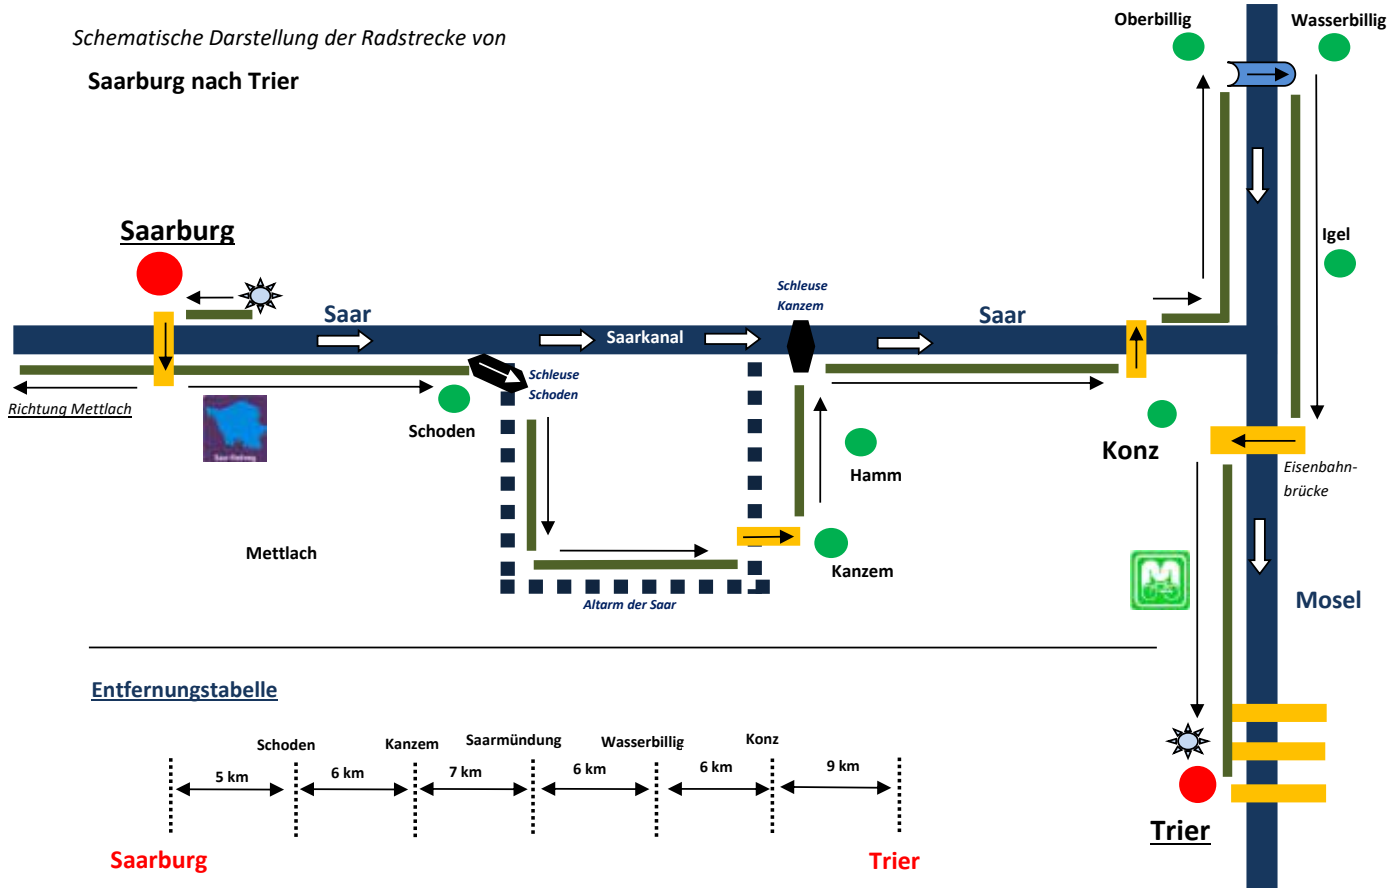 Schematische Darstellung der Radstrecke von
Saarburg nach Trier
Oberbillig
Wasserbillig
Saarburg
Igel
Saar
Saarkanal
Schleuse
Kanzem
Saar
Richtung Mettlach
Schleuse
Schoden
Schoden
Hamm
Konz
Eisenbahn-
brücke
Mettlach
Kanzem
Altarm der Saar
M
Mosel
Entfernungstabelle
Schoden
Kanzem
Saarmündung
Wasserbillig
Konz
5 km
6 km
7 km
6 km
6 km
9 km
Saarburg
Trier
Trier